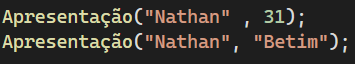 Apresentação("Nathan" , 31);
Apresentação("Nathan", "Betim");